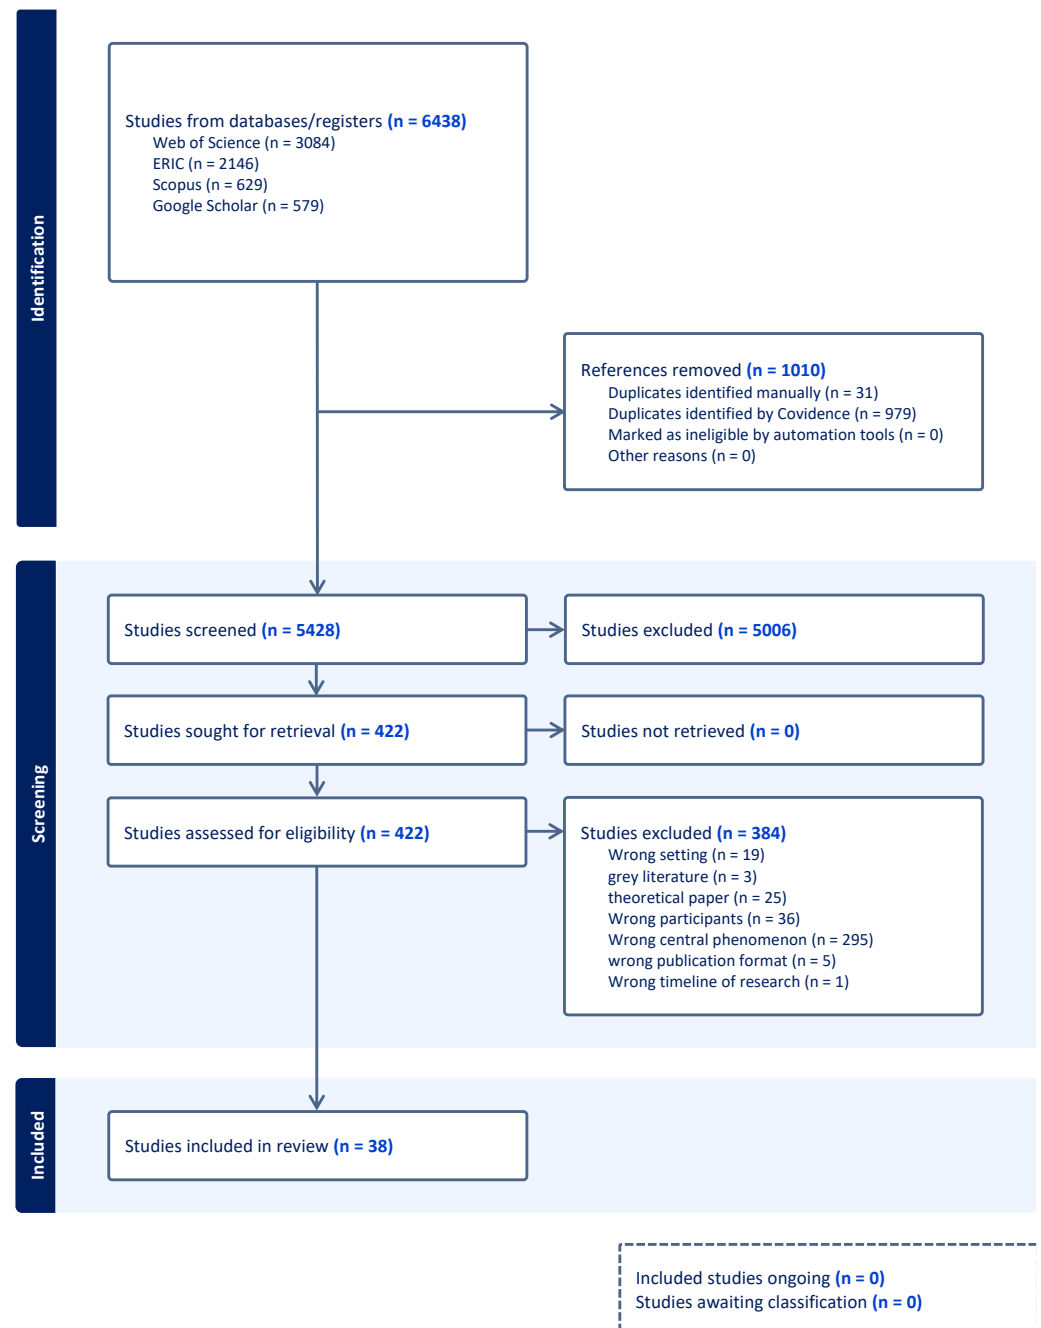 Identification
Studies from databases/registers (n = 6438)
Web of Science (n = 3084)
ERIC (n = 2146)
Scopus (n = 629)
Google Scholar (n = 579)
References removed (n = 1010)
Duplicates identified manually (n = 31)
Duplicates identified by Covidence (n = 979)
Marked as ineligible by automation tools (n = 0)
Other reasons (n = 0)
Screening
Studies screened (n = 5428)
Studies excluded (n = 5006)
Studies sought for retrieval (n = 422)
Studies not retrieved (n = 0)
Studies assessed for eligibility (n = 422)
Studies excluded (n = 384)
Wrong setting (n = 19)
grey literature (n = 3)
theoretical paper (n = 25)
Wrong participants (n = 36)
Wrong central phenomenon (n = 295)
wrong publication format (n = 5)
Wrong timeline of research (n = 1)
Included
Studies included in review (n = 38)
Included studies ongoing (n = 0)
Studies awaiting classification (n = 0)